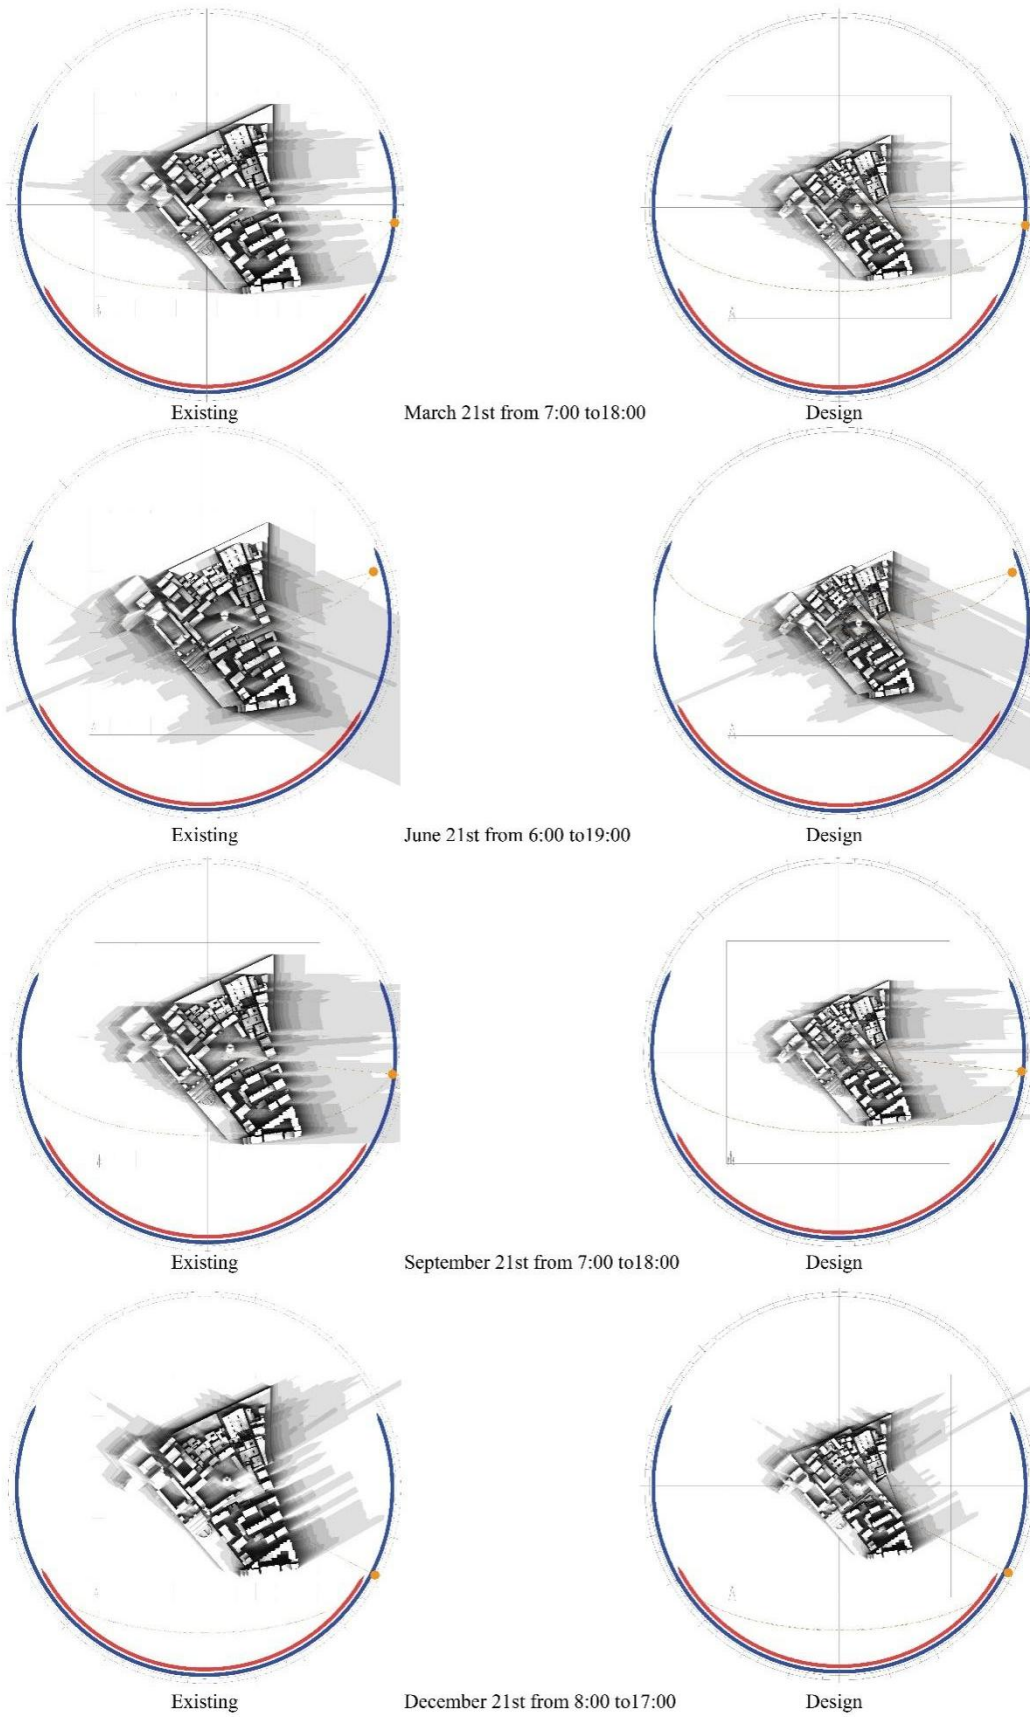 Existing March 21st from 7:00 to18:00 Design
Existing June 21st from 6:00 to19:00 Design
Existing September 21st from 7:00 to18:00 Design
Existing December 21st from 8:00 to17:00 Design